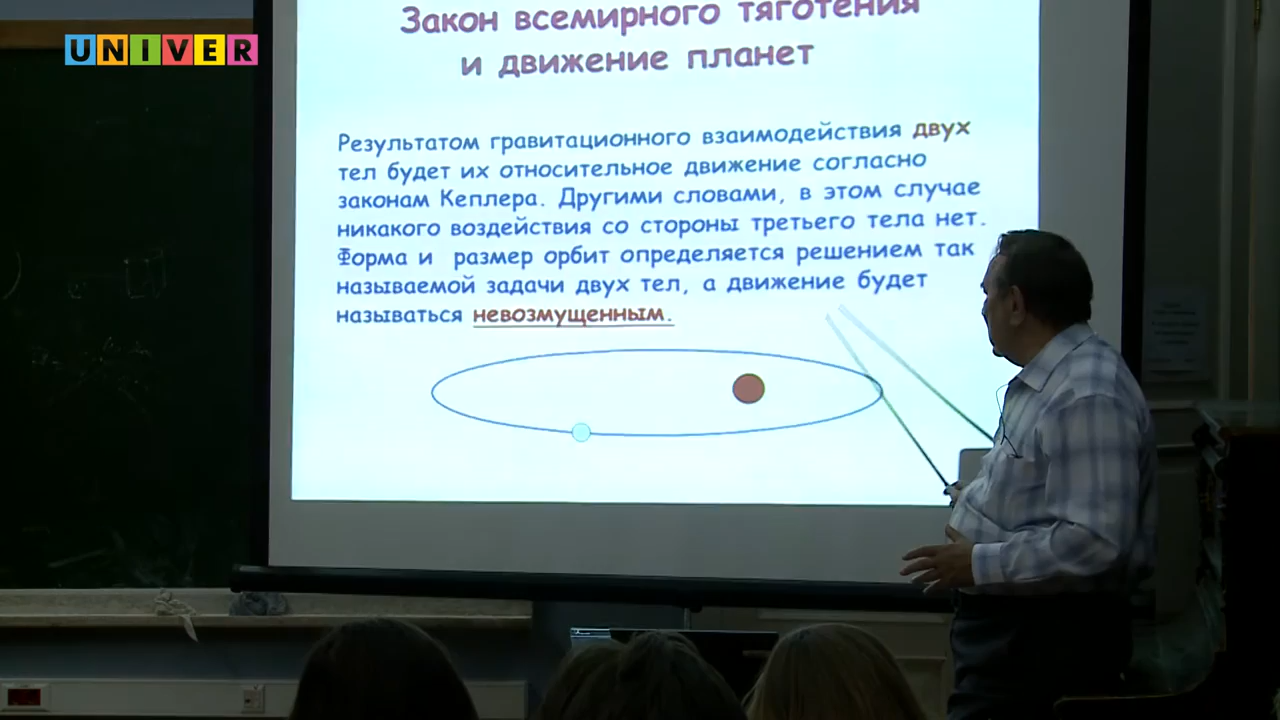 UNIVER
Закон всемирного тяготения
и движение планет
Результатом гравитационного взаимодействия двух
тел будет их относительное движение согласно
законам Кеплера. Другими словами, в этом случае
никакого воздействия со стороны третьего тела нет.
Форма и размер орбит определяется решением так
называемой задачи двух тел, а движение будет
называться невозмущенным.